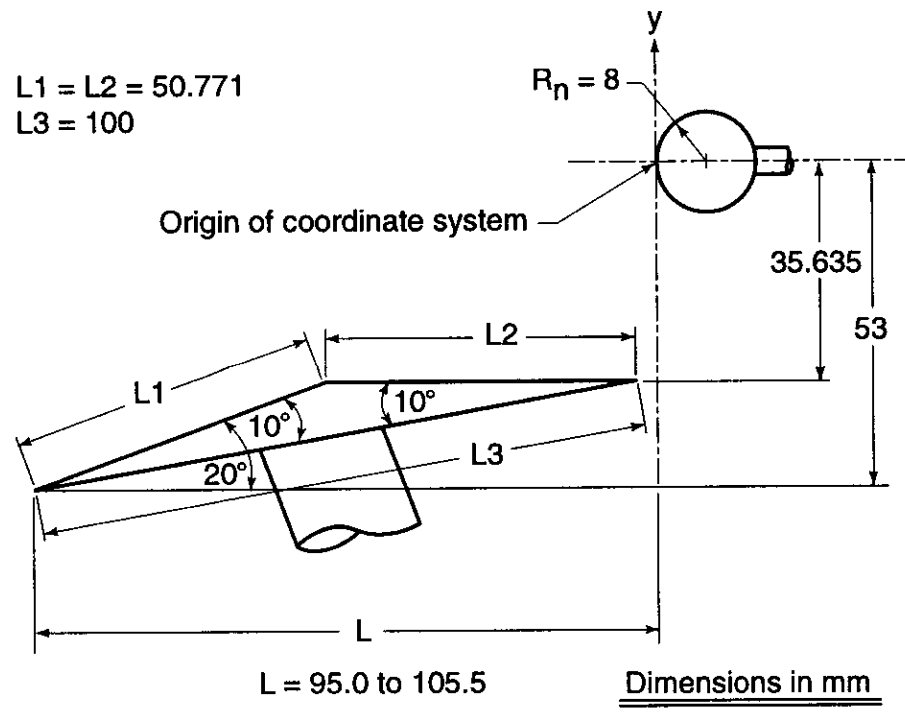 y
L1 = L2 = 50.771
L3 = 100
Rn = 8
Origin of coordinate system
35.635
53
L2
L1
10°
10°
20°
L3
L
L = 95.0 to 105.5
Dimensions in mm